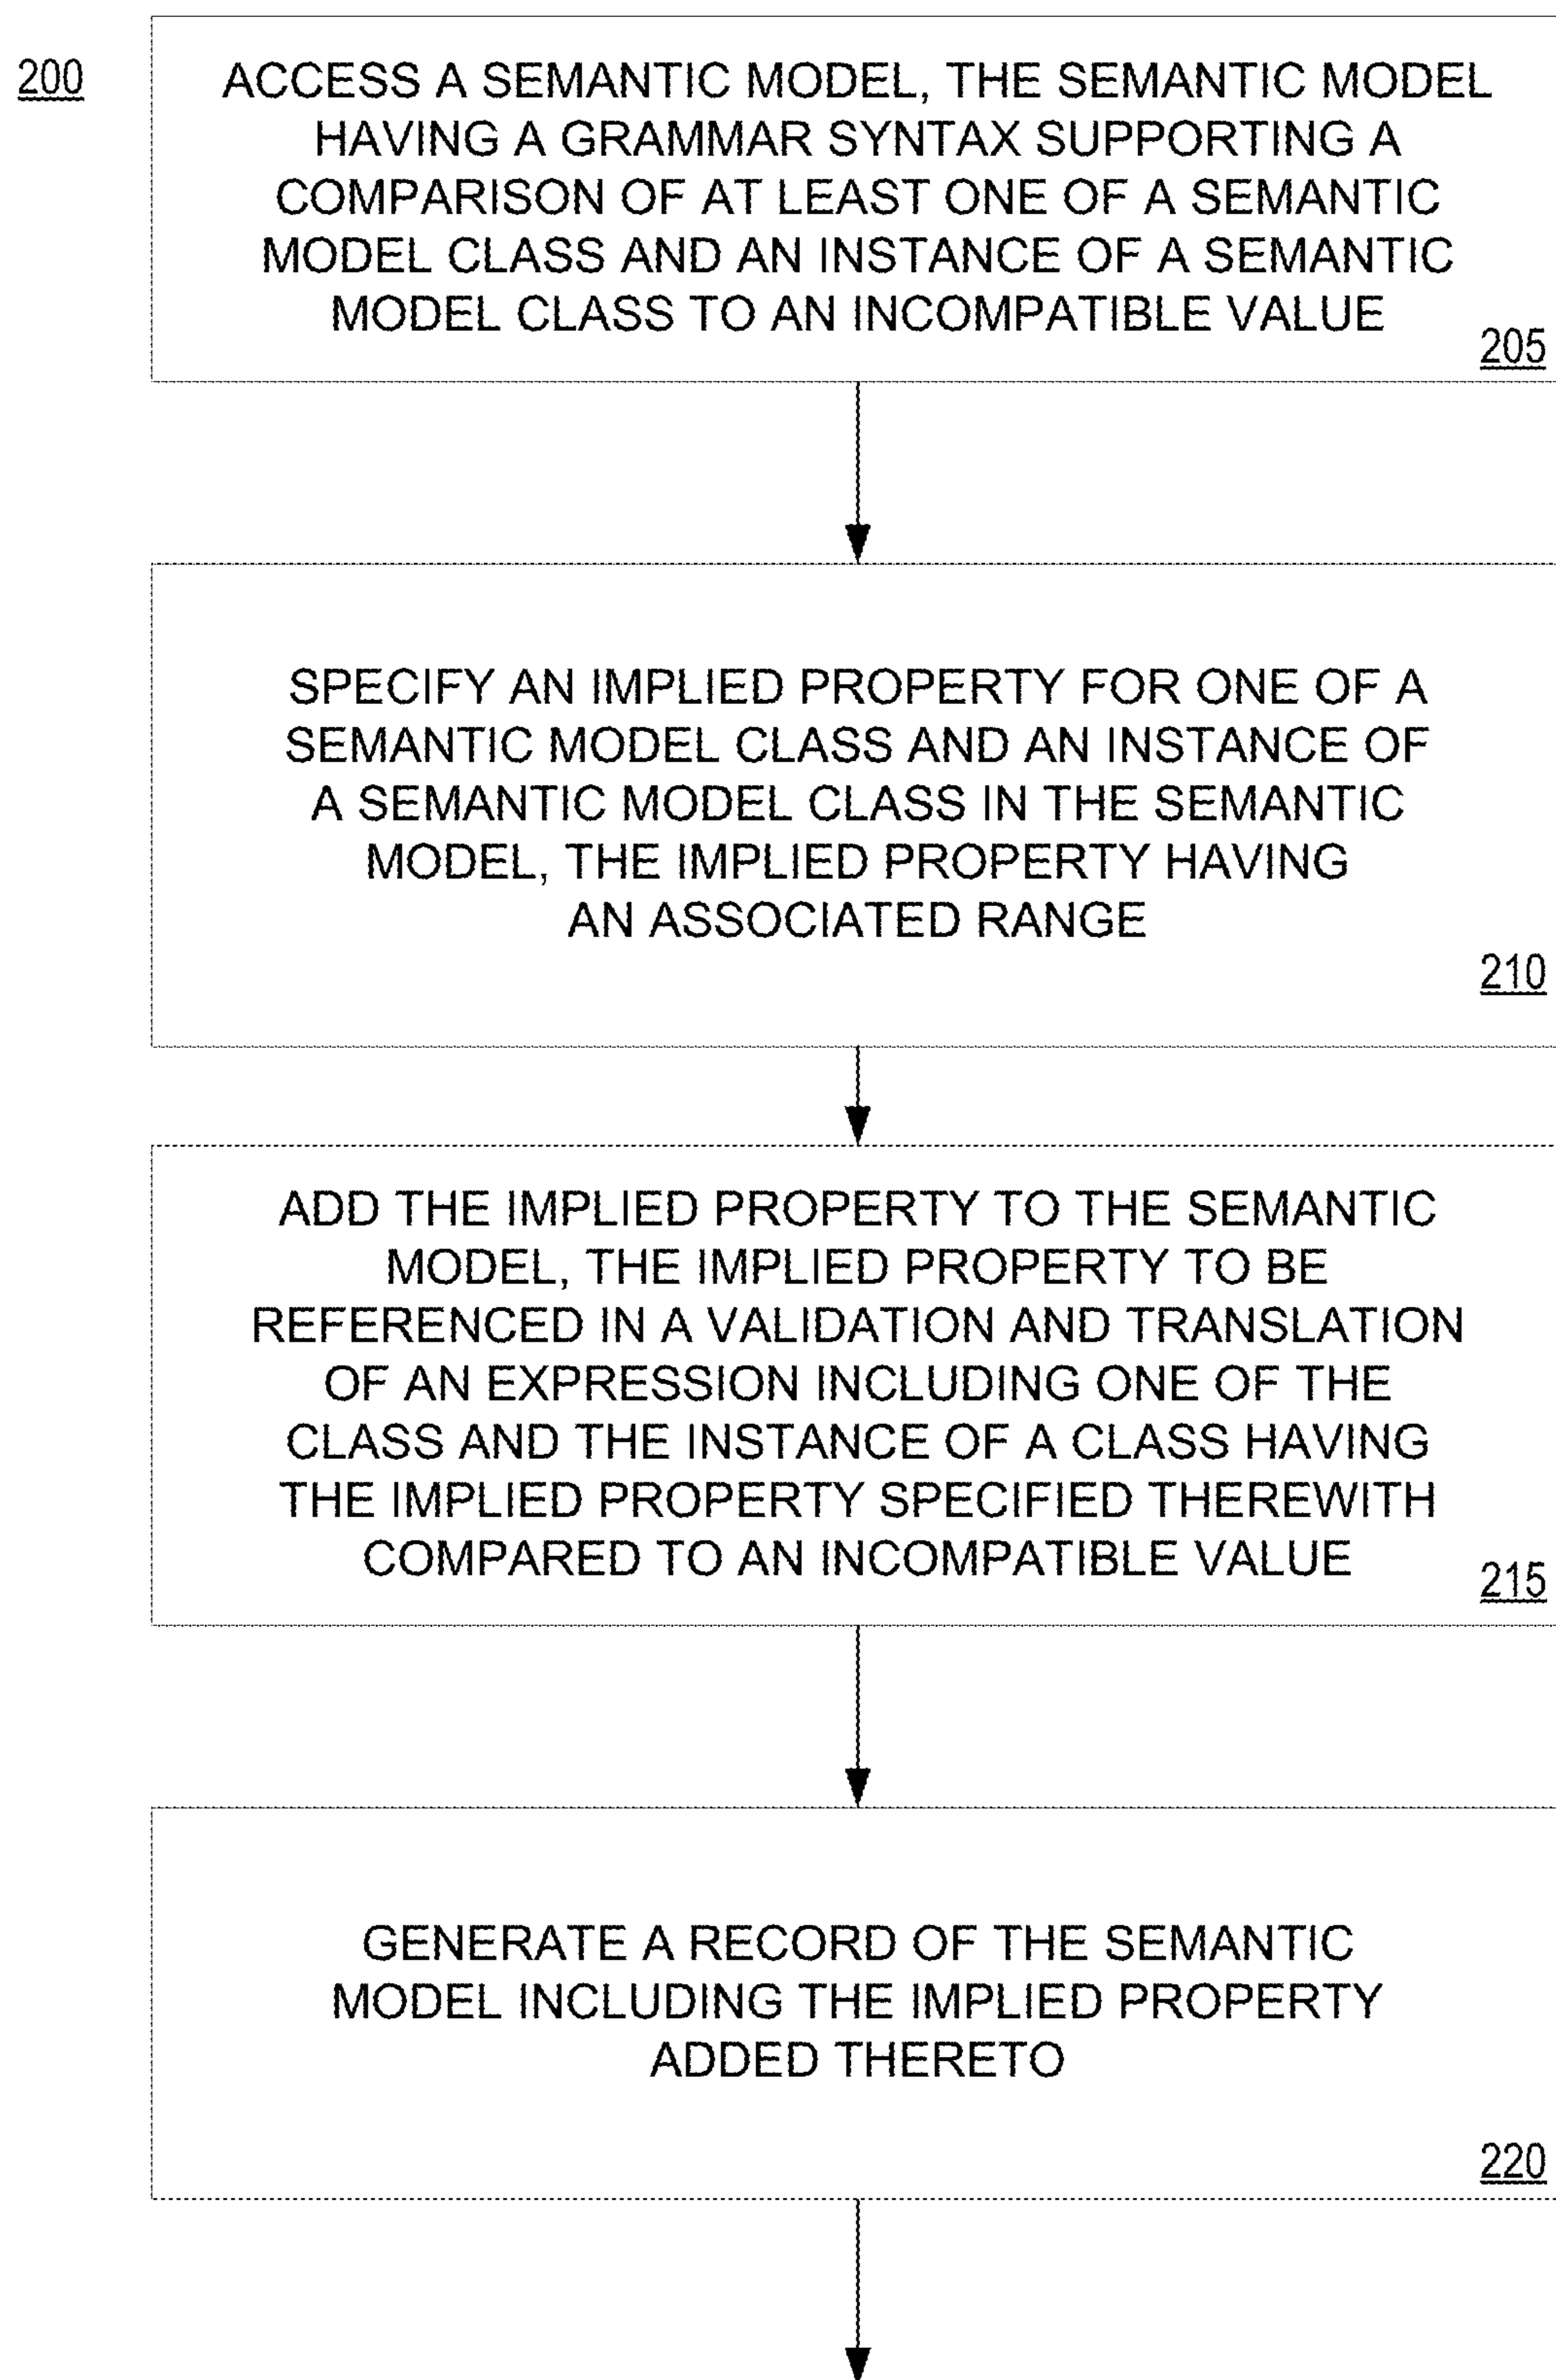 200
ACCESS A SEMANTIC MODEL, THE SEMANTIC MODEL
HAVING A GRAMMAR SYNTAX SUPPORTING A
COMPARISON OF AT LEAST ONE OF A SEMANTIC
MODEL CLASS AND AN INSTANCE OF A SEMANTIC
MODEL CLASS TO AN INCOMPATIBLE VALUE
205
SPECIFY AN IMPLIED PROPERTY FOR ONE OF A
SEMANTIC MODEL CLASS AND AN INSTANCE OF
A SEMANTIC MODEL CLASS IN THE SEMANTIC
MODEL, THE IMPLIED PROPERTY HAVING
AN ASSOCIATED RANGE
210
ADD THE IMPLIED PROPERTY TO THE SEMANTIC
MODEL, THE IMPLIED PROPERTY TO BE
REFERENCED IN A VALIDATION AND TRANSLATION
OF AN EXPRESSION INCLUDING ONE OF THE
CLASS AND THE INSTANCE OF A CLASS HAVING
THE IMPLIED PROPERTY SPECIFIED THEREWITH
COMPARED TO AN INCOMPATIBLE VALUE
215
GENERATE A RECORD OF THE SEMANTIC
MODEL INCLUDING THE IMPLIED PROPERTY
ADDED THERETO
220